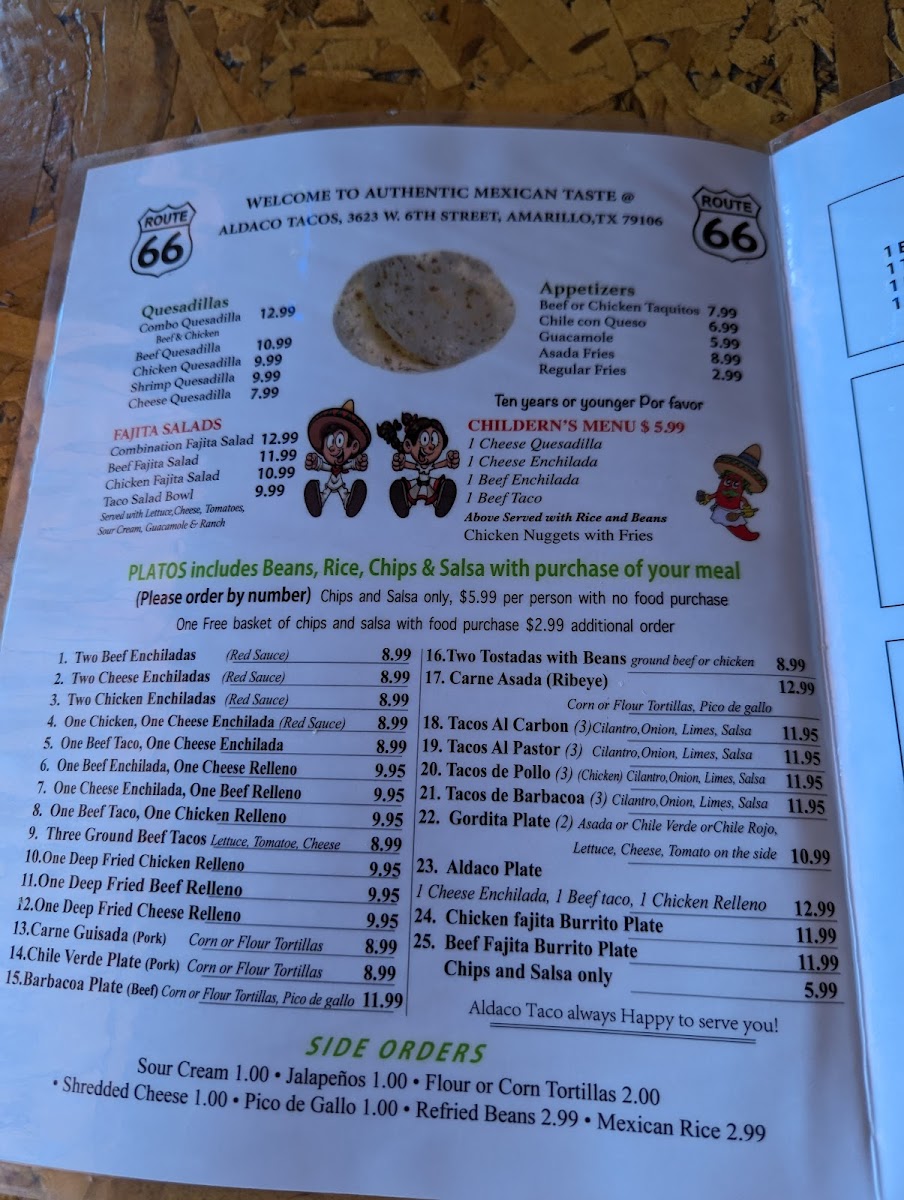 WELCOME TO AUTHENTIC MEXICAN TASTE @
ALDACO TACOS, 3623 W. 6TH STREET, AMARILLO,TX 79106
ROUTE
66
ROUTE
66
Quesadillas
Combo Quesadilla 12.99
Beef & Chicken
Beef Quesadilla 10.99
Chicken Quesadilla 9.99
Shrimp Quesadilla 9.99
Cheese Quesadilla 7.99
Appetizers
Beef or Chicken Taquitos 7.99
Chile con Queso 6.99
Guacamole 5.99
Asada Fries 8.99
Regular Fries 2.99
FAJITA SALADS
Combination Fajita Salad 12.99
Beef Fajita Salad 11.99
Chicken Fajita Salad 10.99
Taco Salad Bowl 9.99
Served with Lettuce,Cheese, Tomatoes,
Sour Cream, Guacamole & Ranch
Ten years or younger Por favor
CHILDERN'S MENU $ 5.99
1 Cheese Quesadilla
1 Cheese Enchilada
1 Beef Enchilada
1 Beef Taco
Above Served with Rice and Beans
Chicken Nuggets with Fries
PLATOS includes Beans, Rice, Chips & Salsa with purchase of your meal
(Please order by number) Chips and Salsa only, $5.99 per person with no food purchase
One Free basket of chips and salsa with food purchase $2.99 additional order
1. Two Beef Enchiladas (Red Sauce) 8.99
2. Two Cheese Enchiladas (Red Sauce) 8.99
3. Two Chicken Enchiladas (Red Sauce) 8.99
4. One Chicken, One Cheese Enchilada (Red Sauce) 8.99
5. One Beef Taco, One Cheese Enchilada 8.99
6. One Beef Enchilada, One Cheese Relleno 9.95
7. One Cheese Enchilada, One Beef Relleno 9.95
8. One Beef Taco, One Chicken Relleno 9.95
9. Three Ground Beef Tacos Lettuce, Tomatoe, Cheese 8.99
10.One Deep Fried Chicken Relleno 9.95
11.One Deep Fried Beef Relleno 9.95
12.One Deep Fried Cheese Relleno 9.95
13.Carne Guisada (Pork) Corn or Flour Tortillas 8.99
14.Chile Verde Plate (Pork) Corn or Flour Tortillas 8.99
15.Barbacoa Plate (Beef) Corn or Flour Tortillas, Pico de gallo 11.99
16.Two Tostadas with Beans ground beef or chicken 8.99
17. Carne Asada (Ribeye) 12.99
Corn or Flour Tortillas, Pico de gallo
18. Tacos Al Carbon (3)Cilantro,Onion, Limes, Salsa 11.95
19. Tacos Al Pastor (3) Cilantro,Onion, Limes, Salsa 11.95
20. Tacos de Pollo (3) (Chicken) Cilantro,Onion, Limes, Salsa 11.95
21. Tacos de Barbacoa (3) Cilantro,Onion, Limes, Salsa 11.95
22. Gordita Plate (2) Asada or Chile Verde orChile Rojo,
Lettuce, Cheese, Tomato on the side 10.99
23. Aldaco Plate
1 Cheese Enchilada, 1 Beef taco, 1 Chicken Relleno 12.99
24. Chicken fajita Burrito Plate 11.99
25. Beef Fajita Burrito Plate 11.99
Chips and Salsa only 5.99
Aldaco Taco always Happy to serve you!
SIDE ORDERS
Sour Cream 1.00 • Jalapeños 1.00 • Flour or Corn Tortillas 2.00
• Shredded Cheese 1.00 • Pico de Gallo 1.00 • Refried Beans 2.99 • Mexican Rice 2.99